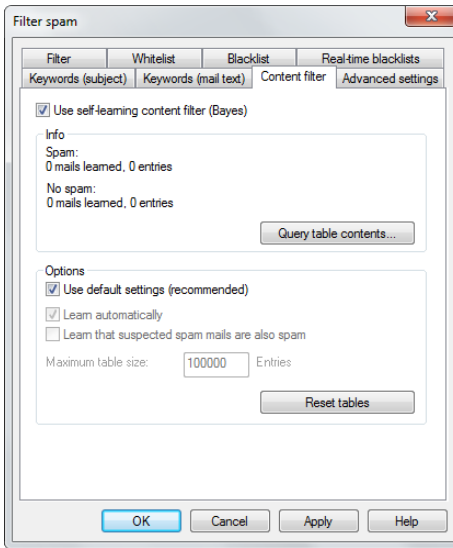 Filter spam
Filter Whitelist Blacklist Real-time blacklists
Keywords (subject) Keywords (mail text) Content filter Advanced settings
Use self-learning content filter (Bayes)
Info
Spam:
0 mails learned, 0 entries
No spam:
0 mails learned, 0 entries
Query table contents...
Options
Use default settings (recommended)
Learn automatically
Learn that suspected spam mails are also spam
Maximum table size: 100000 Entries
Reset tables
OK Cancel Apply Help